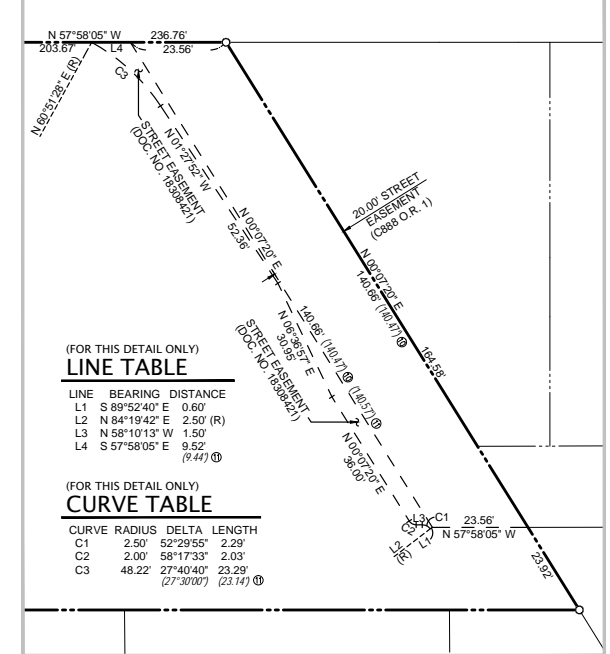 N 57°58'05" W 236.76'
203.67' L4 23.56'
C3
N 60°51'28" E (R)
STREET EASEMENT
(DOC. NO. 18308421)
N 01°27'52" W
52.36'
N 00°07'20" E
140.66' (140.47') ⑩ (140.57') ⑪
20.00' STREET
EASEMENT
(C888 O.R. 1)
N 00°07'20" E
140.66' (140.47') ⑩
164.58'
N 06°36'57" E
30.95'
STREET EASEMENT
(DOC. NO. 18308421)
N 00°07'20" E
36.00'
L3 C1
C2
L2
(R)
L1
23.56'
N 57°58'05" W
23.92'
(FOR THIS DETAIL ONLY)
LINE TABLE
LINE BEARING DISTANCE
L1 S 89°52'40" E 0.60'
L2 N 84°19'42" E 2.50' (R)
L3 N 58°10'13" W 1.50'
L4 S 57°58'05" E 9.52'
(9.44') ⑪
(FOR THIS DETAIL ONLY)
CURVE TABLE
CURVE RADIUS DELTA LENGTH
C1 2.50' 52°29'55" 2.29'
C2 2.00' 58°17'33" 2.03'
C3 48.22' 27°40'40" 23.29'
(27°30'00") (23.14') ⑪